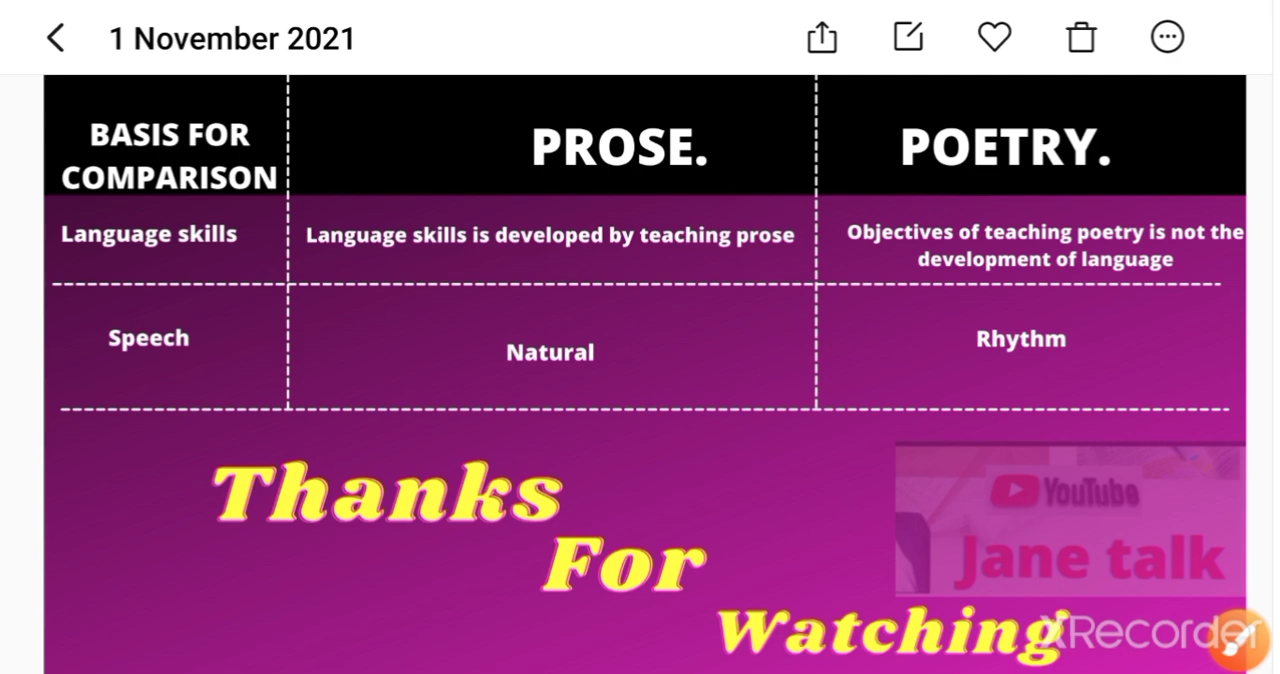 1 November 2021
BASIS FOR
COMPARISON
PROSE.
POETRY.
Language skills
Language skills is developed by teaching prose
Objectives of teaching poetry is not the
development of language
Speech
Natural
Rhythm
Thanks
For
Watching
YouTube
Jane talk
XRecorder